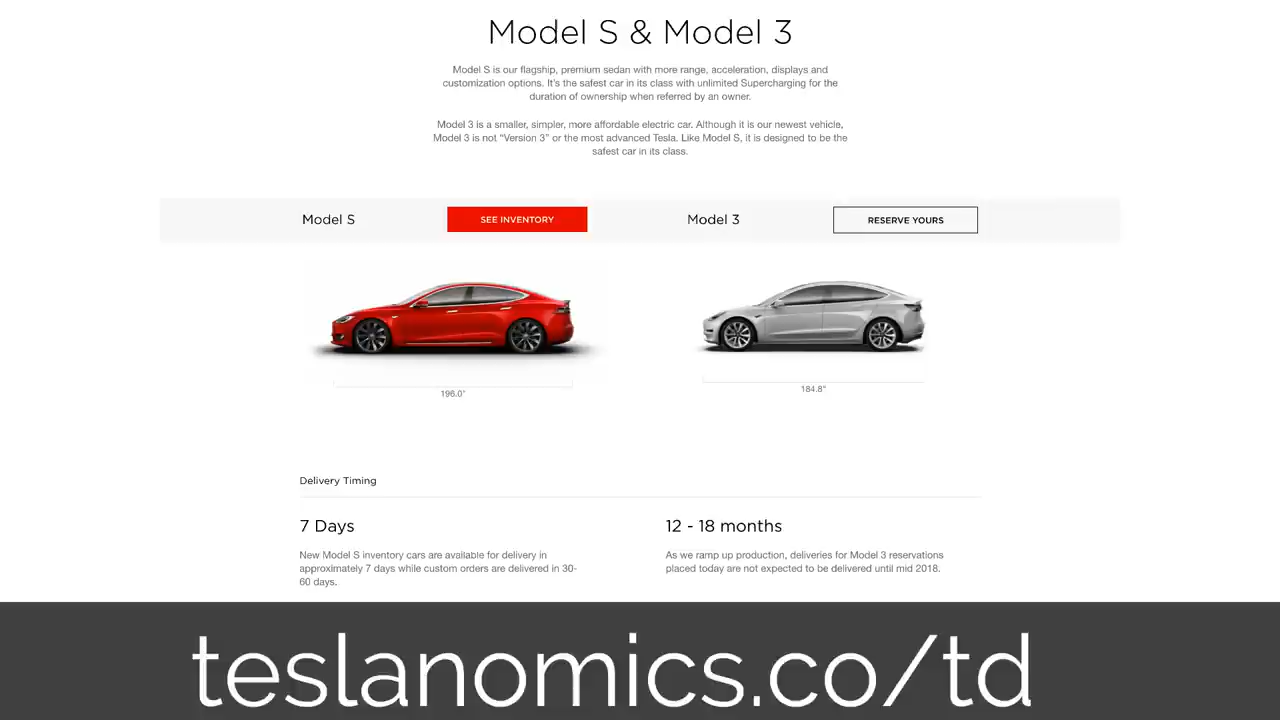 Model S & Model 3
Model S is our flagship, premium sedan with more range, acceleration, displays and
customization options. It's the safest car in its class with unlimited Supercharging for the
duration of ownership when referred by an owner.
Model 3 is a smaller, simpler, more affordable electric car. Although it is our newest vehicle,
Model 3 is not "Version 3" or the most advanced Tesla. Like Model S, it is designed to be the
safest car in its class.
Model S
SEE INVENTORY
Model 3
RESERVE YOURS
196.0"
184.8"
Delivery Timing
7 Days
New Model S inventory cars are available for delivery in
approximately 7 days while custom orders are delivered in 30-
60 days.
12 - 18 months
As we ramp up production, deliveries for Model 3 reservations
placed today are not expected to be delivered until mid 2018.
teslanomics.co/td